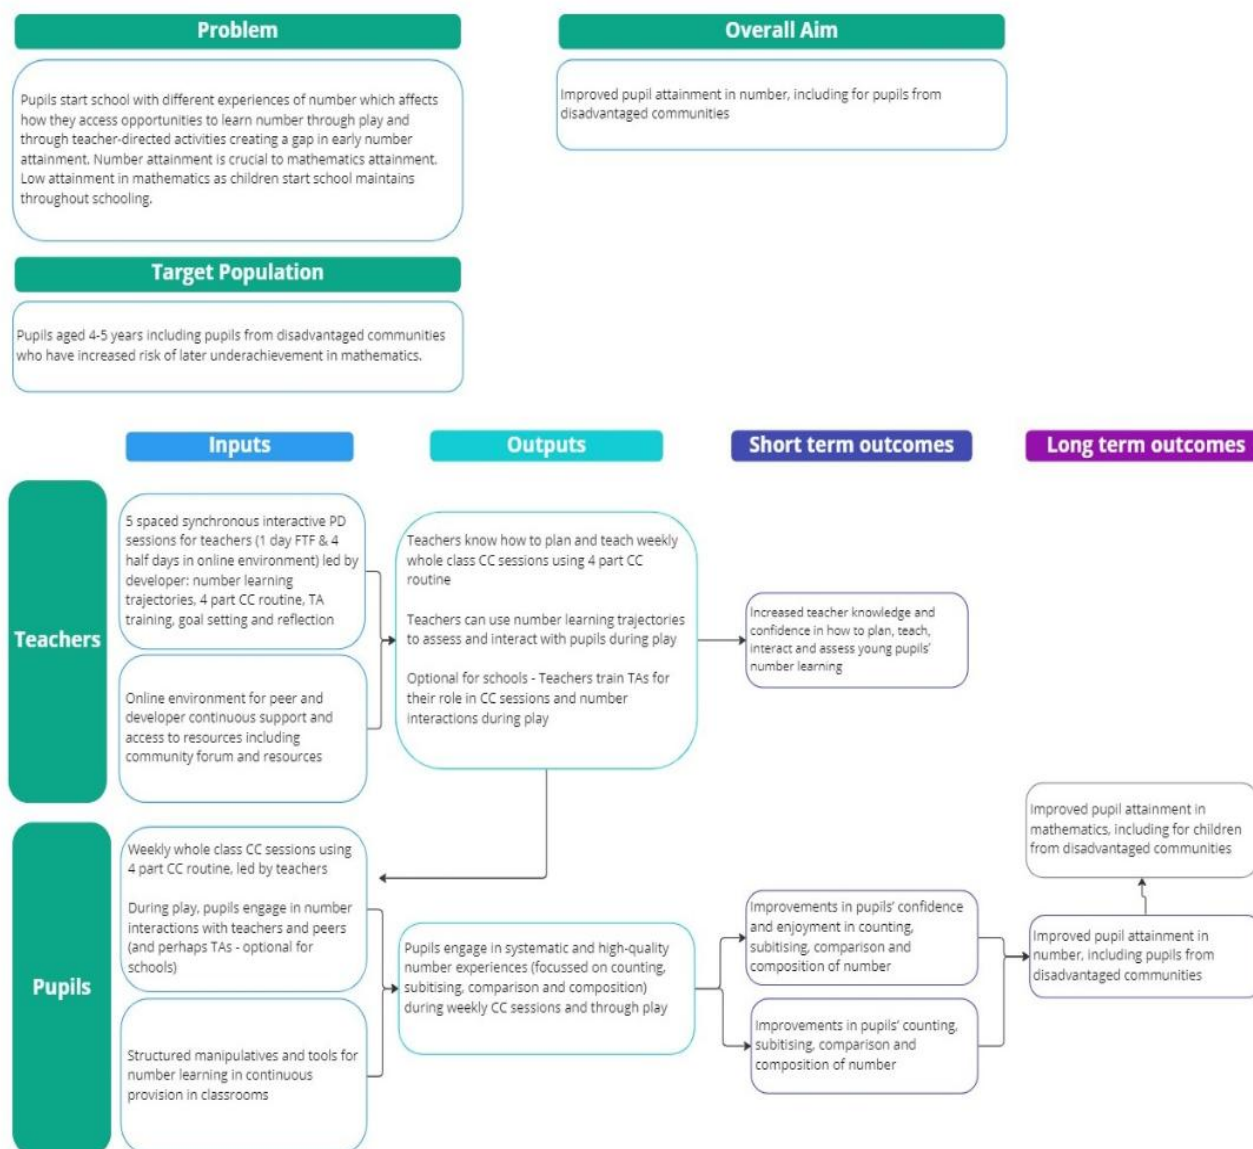 Problem
Pupils start school with different experiences of number which affects
how they access opportunities to learn number through play and
through teacher-directed activities creating a gap in early number
attainment. Number attainment is crucial to mathematics attainment.
Low attainment in mathematics as children start school maintains
throughout schooling.
Overall Aim
Improved pupil attainment in number, including for pupils from
disadvantaged communities
Target Population
Pupils aged 4-5 years including pupils from disadvantaged communities
who have increased risk of later underachievement in mathematics.
Inputs
Outputs
Short term outcomes
Long term outcomes
Teachers
5 spaced synchronous interactive PD
sessions for teachers (1 day FTF & 4
half days in online environment) led by
developer: number learning
trajectories, 4 part CC routine, TA
training, goal setting and reflection
Online environment for peer and
developer continuous support and
access to resources including
community forum and resources
Teachers know how to plan and teach weekly
whole class CC sessions using 4 part CC
routine
Teachers can use number learning trajectories
to assess and interact with pupils during play
Optional for schools - Teachers train TAs for
their role in CC sessions and number
interactions during play
Increased teacher knowledge and
confidence in how to plan, teach,
interact and assess young pupils'
number learning
Pupils
Weekly whole class CC sessions using
4 part CC routine, led by teachers
During play, pupils engage in number
interactions with teachers and peers
(and perhaps TAs - optional for
schools)
Structured manipulatives and tools for
number learning in continuous
provision in classrooms
Pupils engage in systematic and high-quality
number experiences (focussed on counting,
subitising, comparison and composition)
during weekly CC sessions and through play
Improvements in pupils' confidence
and enjoyment in counting,
subitising, comparison and
composition of number
Improvements in pupils' counting,
subitising, comparison and
composition of number
Improved pupil attainment in
mathematics, including for children
from disadvantaged communities
Improved pupil attainment in
number, including pupils from
disadvantaged communities